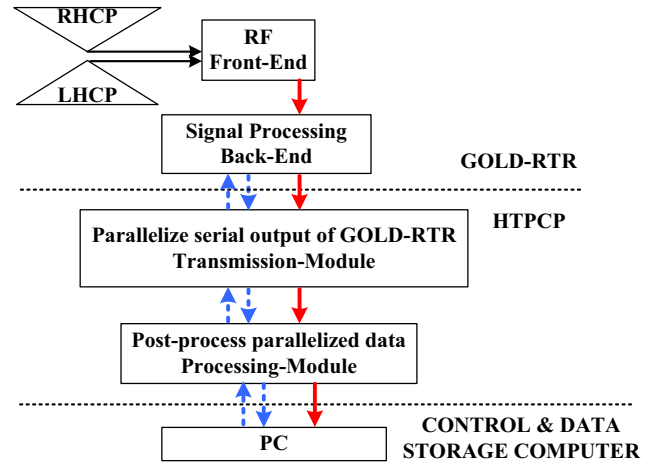 RHCP
LHCP
RF
Front-End
Signal Processing
Back-End
GOLD-RTR
HTPCP
Parallelize serial output of GOLD-RTR
Transmission-Module
Post-process parallelized data
Processing-Module
CONTROL & DATA
STORAGE COMPUTER
PC